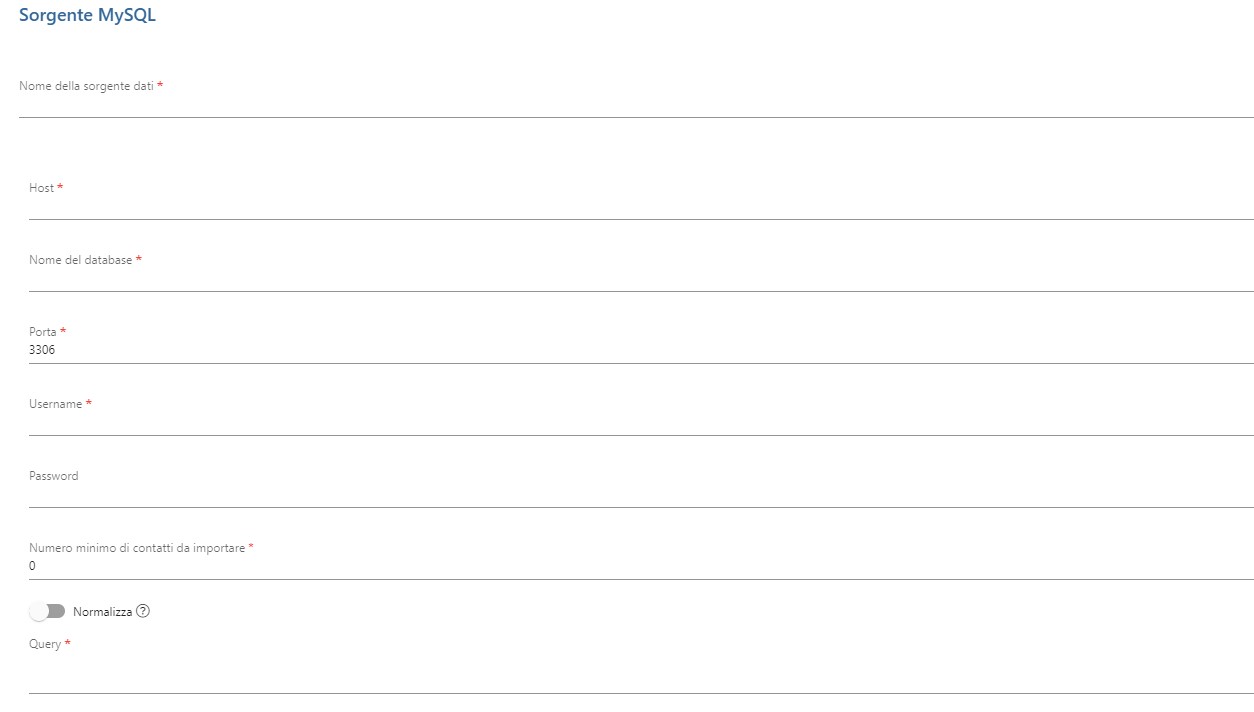 Sorgente MySQL
Nome della sorgente dati *
Host *
Nome del database *
Porta *
3306
Username *
Password
Numero minimo di contatti da importare *
0
Normalizza ?
Query *